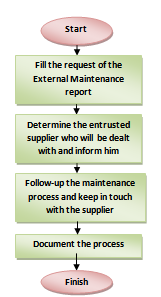 Start
Fill the request of the
External Maintenance
report
Determine the entrusted
supplier who will be dealt
with and inform him
Follow-up the maintenance
process and keep in touch
with the supplier
Document the process
Finish